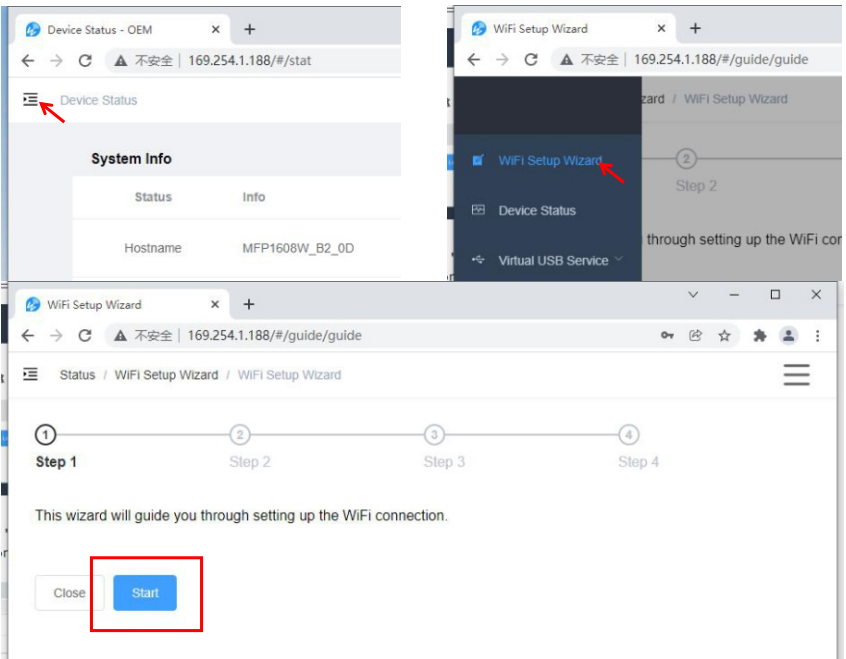 Device Status - OEM
不安全 169.254.1.188/#/stat
Device Status
System Info
Status Info
Hostname MFP1608W_B2_0D
WiFi Setup Wizard
不安全 169.254.1.188/#/guide/guide
zard / WiFi Setup Wizard
WiFi Setup Wizard
2
Step 2
Device Status
through setting up the WiFi cor
Virtual USB Service
WiFi Setup Wizard
不安全 169.254.1.188/#/guide/guide
Status / WiFi Setup Wizard / WiFi Setup Wizard
1 2 3 4
Step 1 Step 2 Step 3 Step 4
This wizard will guide you through setting up the WiFi connection.
Close Start